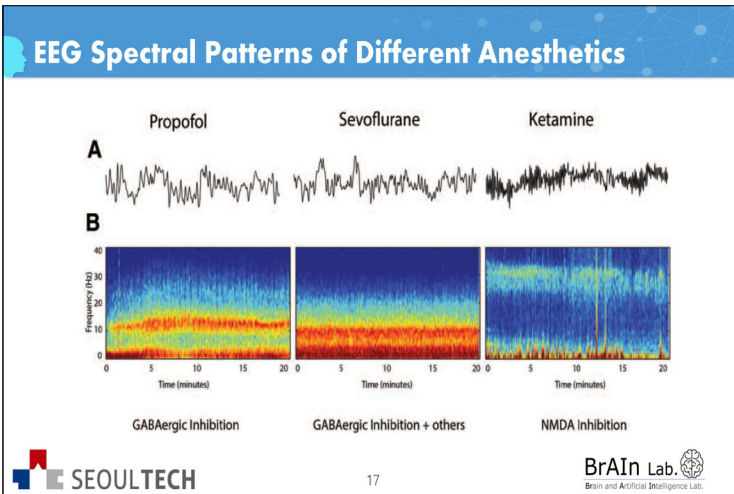 EEG Spectral Patterns of Different Anesthetics
Propofol
Sevoflurane
Ketamine
A
B
Frequency (Hz)
40
30
20
10
0
0 5 10 15 20
0 5 10 15 20
0 5 10 15 20
Time (minutes)
Time (minutes)
Time (minutes)
GABAergic Inhibition
GABAergic Inhibition + others
NMDA Inhibition
SEOULTECH
17
BrAIn Lab.
Brain and Artificial Intelligence Lab.